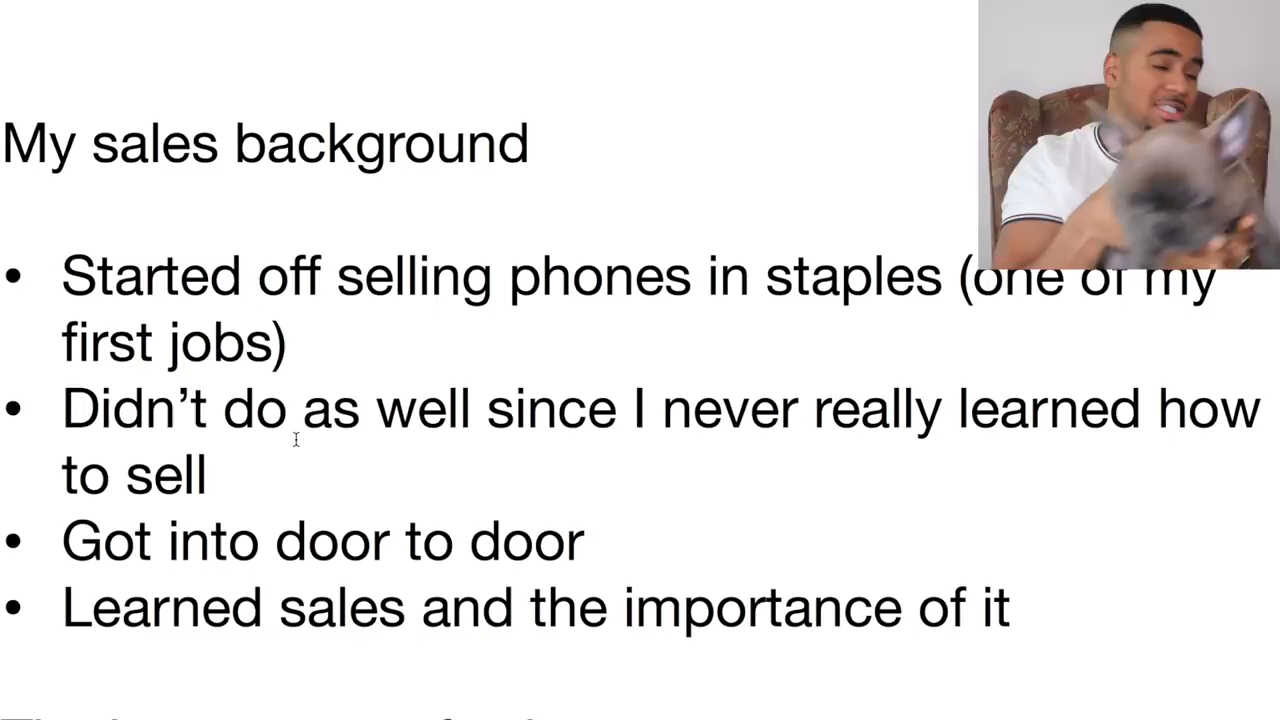 My sales background
• Started off selling phones in staples (one of my
first jobs)
• Didn’t do as well since I never really learned how
to sell
• Got into door to door
• Learned sales and the importance of it